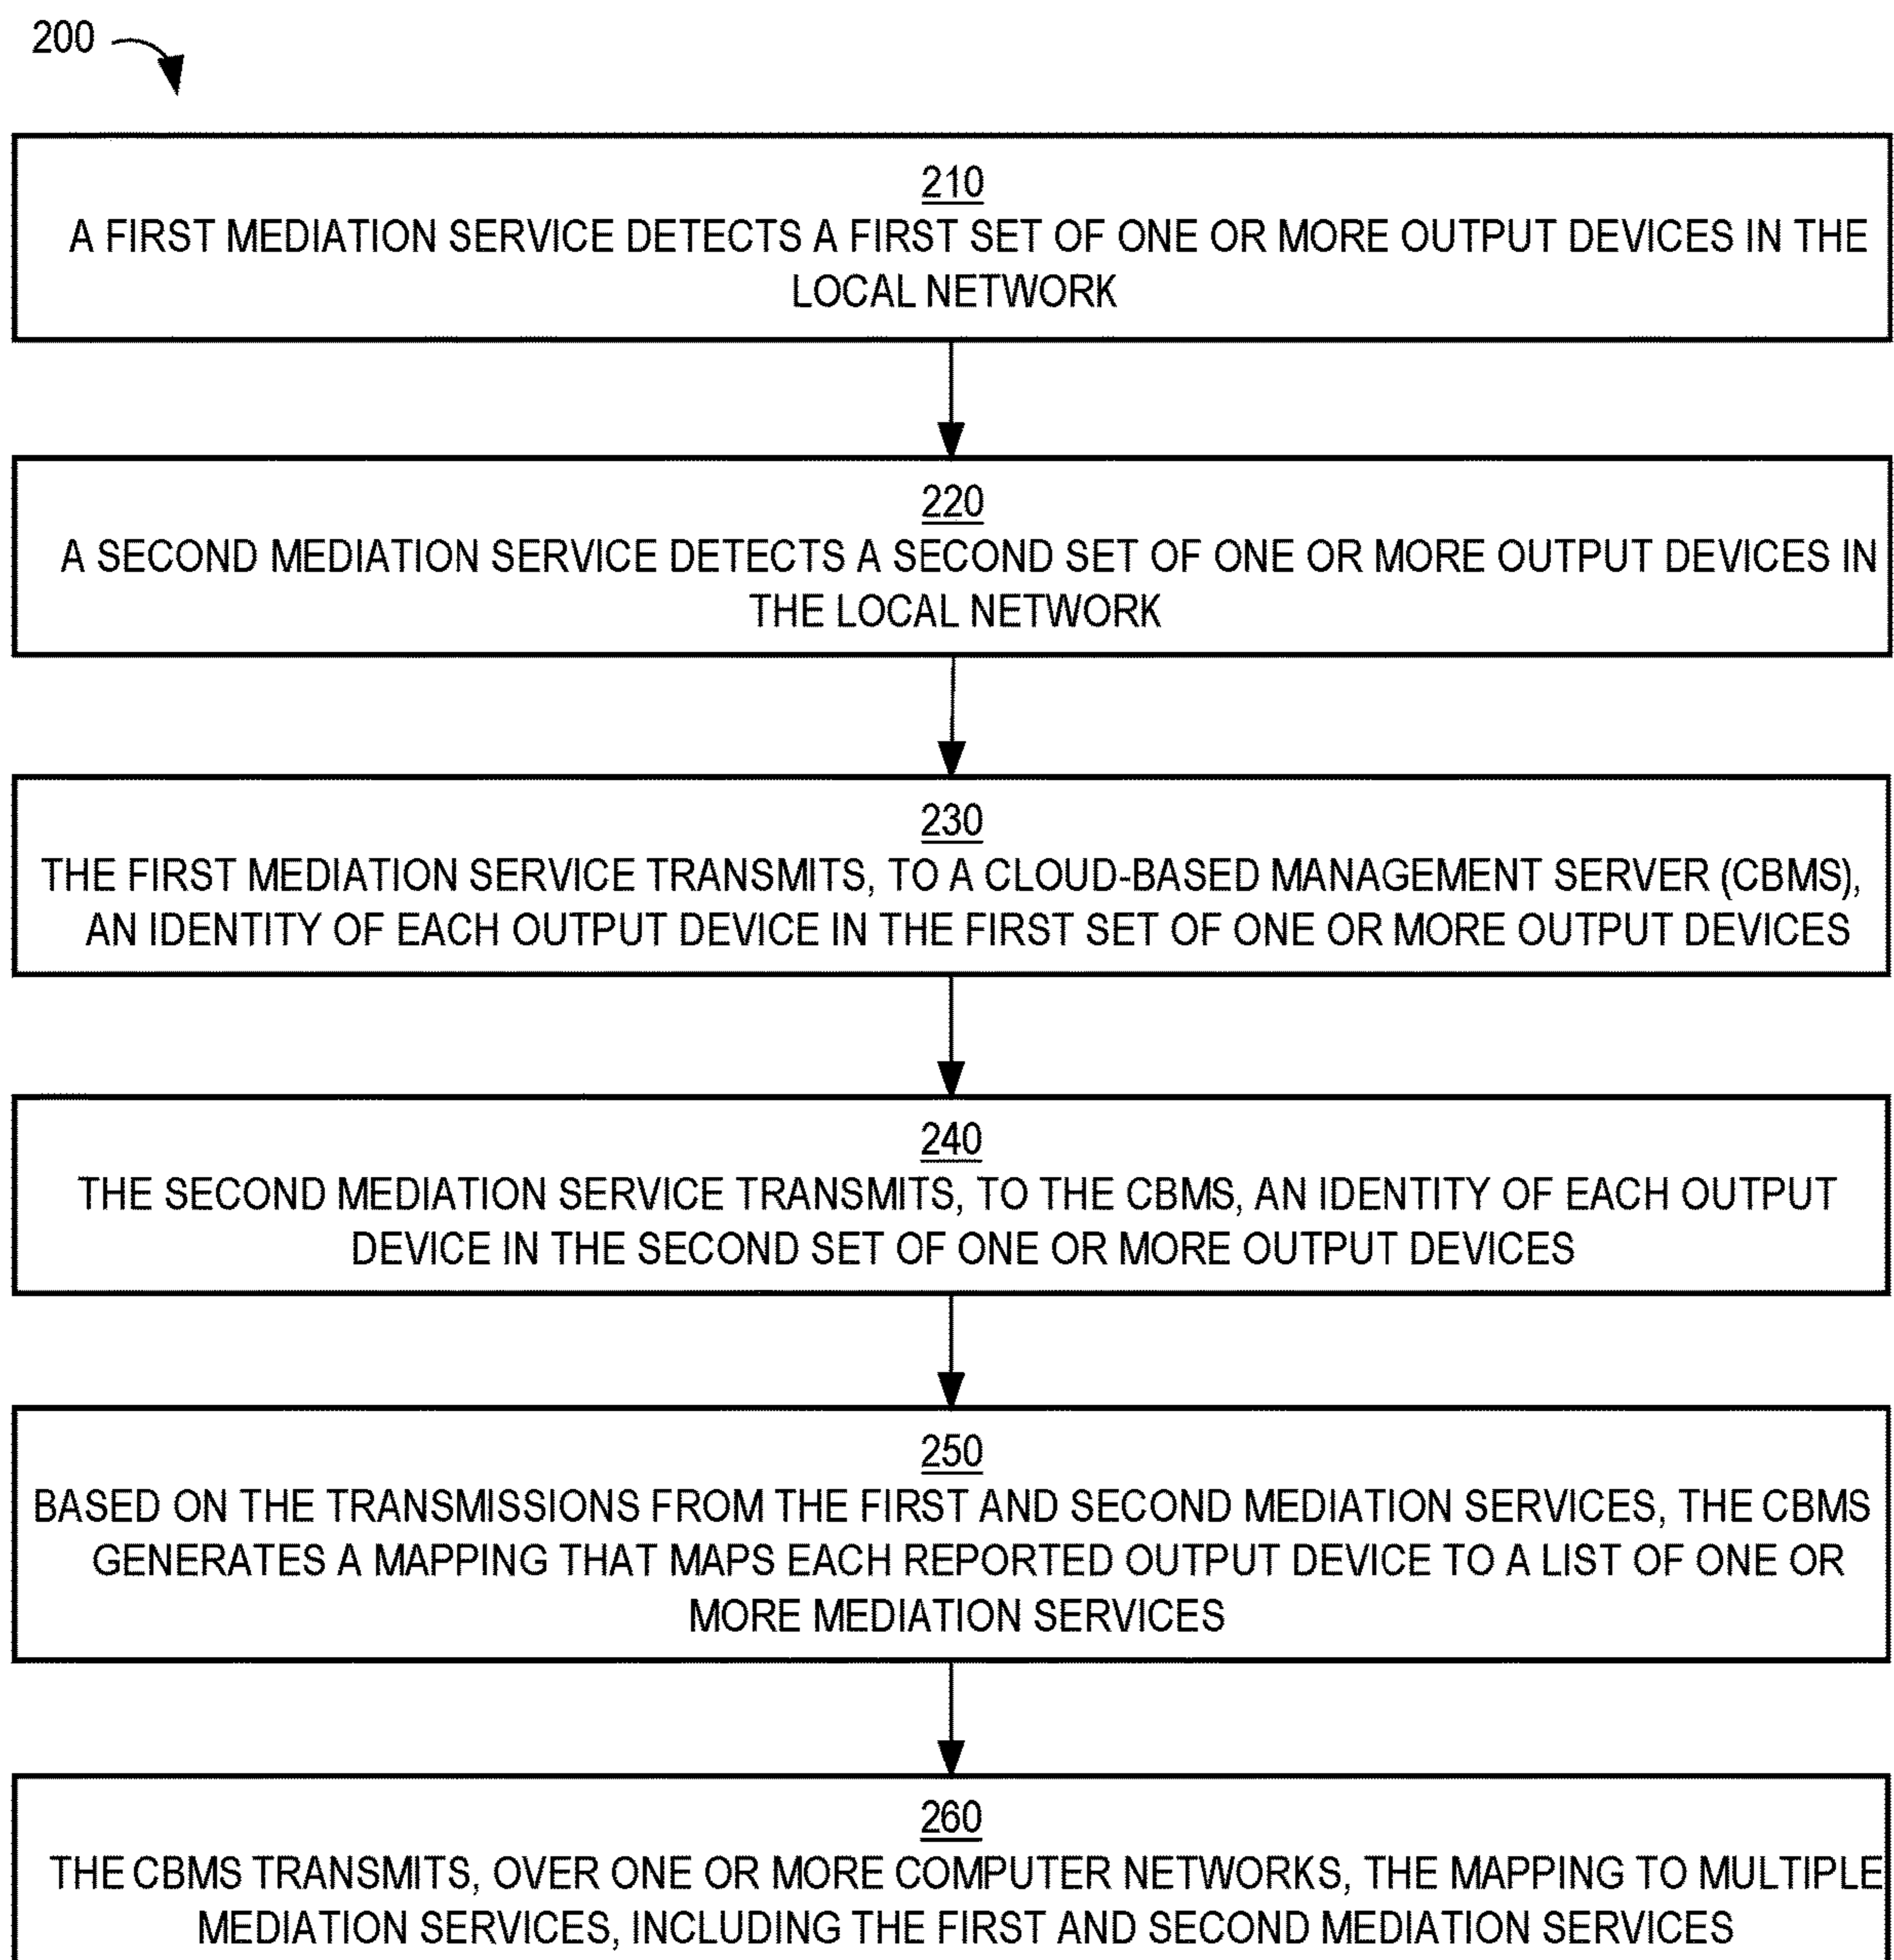 200
210
A FIRST MEDIATION SERVICE DETECTS A FIRST SET OF ONE OR MORE OUTPUT DEVICES IN THE
LOCAL NETWORK
220
A SECOND MEDIATION SERVICE DETECTS A SECOND SET OF ONE OR MORE OUTPUT DEVICES IN
THE LOCAL NETWORK
230
THE FIRST MEDIATION SERVICE TRANSMITS, TO A CLOUD-BASED MANAGEMENT SERVER (CBMS),
AN IDENTITY OF EACH OUTPUT DEVICE IN THE FIRST SET OF ONE OR MORE OUTPUT DEVICES
240
THE SECOND MEDIATION SERVICE TRANSMITS, TO THE CBMS, AN IDENTITY OF EACH OUTPUT
DEVICE IN THE SECOND SET OF ONE OR MORE OUTPUT DEVICES
250
BASED ON THE TRANSMISSIONS FROM THE FIRST AND SECOND MEDIATION SERVICES, THE CBMS
GENERATES A MAPPING THAT MAPS EACH REPORTED OUTPUT DEVICE TO A LIST OF ONE OR
MORE MEDIATION SERVICES
260
THE CBMS TRANSMITS, OVER ONE OR MORE COMPUTER NETWORKS, THE MAPPING TO MULTIPLE
MEDIATION SERVICES, INCLUDING THE FIRST AND SECOND MEDIATION SERVICES